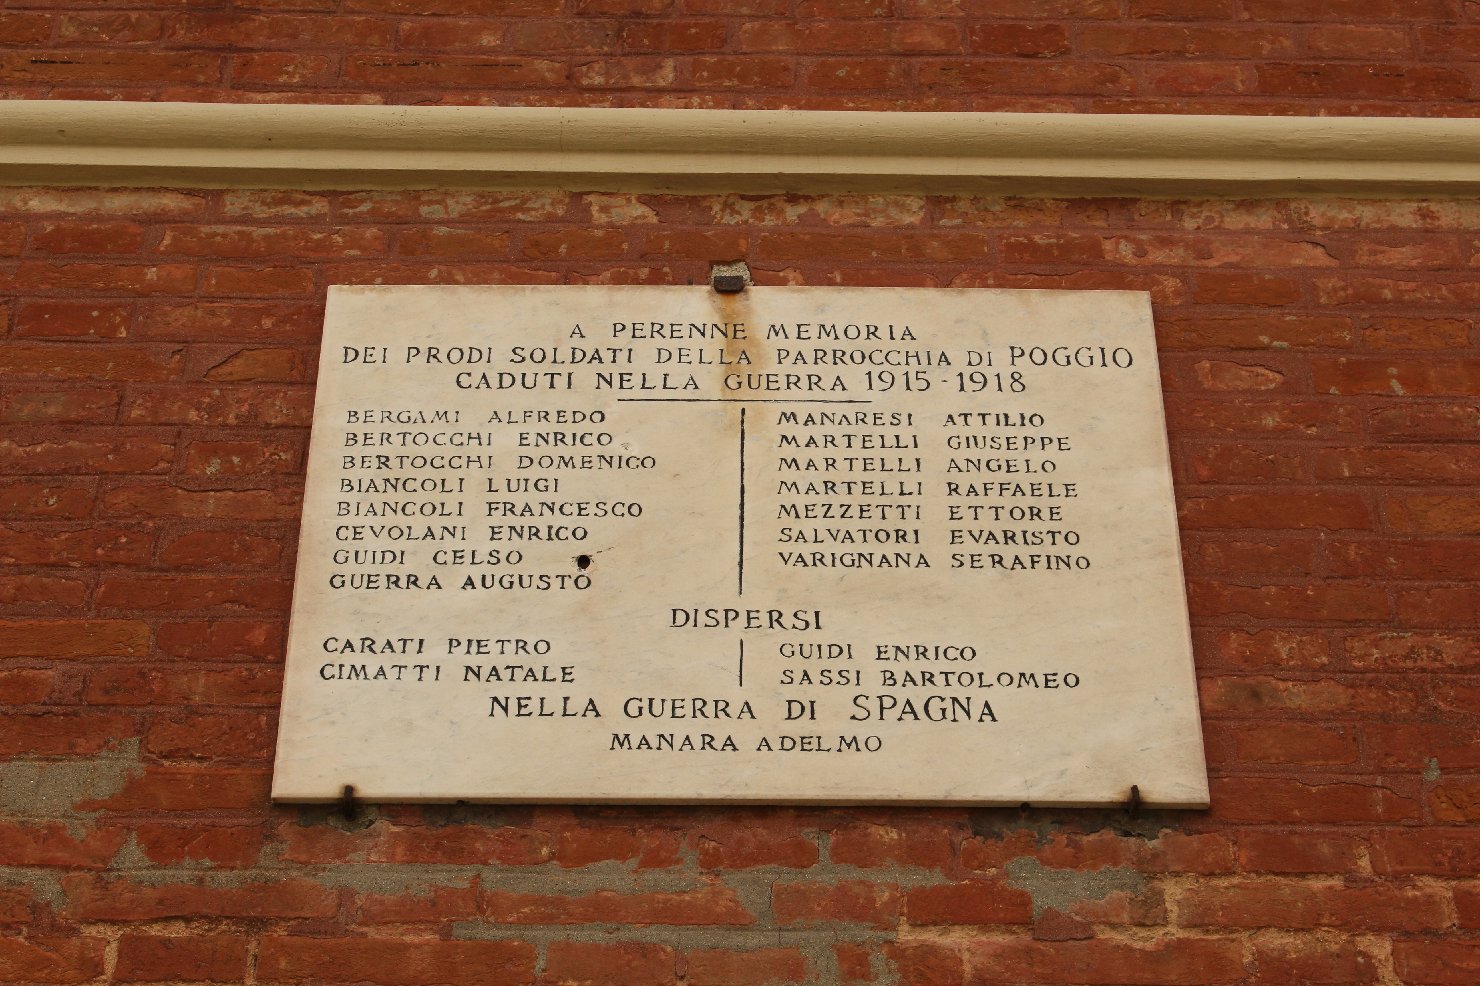 A PERENNE MEMORIA
DEI PRODI SOLDATI DELLA PARROCCHIA DI POGGIO
CADUTI NELLA GUERRA 1915-1918
BERGAMI ALFREDO
BERTOCCHI ENRICO
BERTOCCHI DOMENICO
BIANCOLI LUIGI
BIANCOLI FRANCESCO
CEVOLANI ENRICO
GUIDI CELSO
GUERRA AUGUSTO
MANARESI ATTILIO
MARTELLI GIUSEPPE
MARTELLI ANGELO
MARTELLI RAFFAELE
MEZZETTI ETTORE
SALVATORI EVARISTO
VARIGNANA SERAFINO
DISPERSI
CARATI PIETRO
CIMATTI NATALE
GUIDI ENRICO
SASSI BARTOLOMEO
NELLA GUERRA DI SPAGNA
MANARA ADELMO